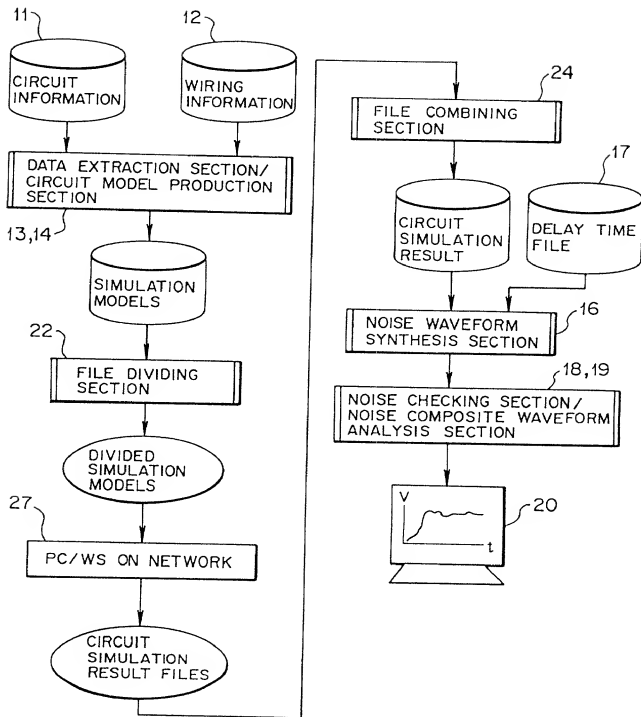 11
CIRCUIT
INFORMATION
12
WIRING
INFORMATION
DATA EXTRACTION SECTION/
CIRCUIT MODEL PRODUCTION
SECTION
13,14
SIMULATION
MODELS
22
FILE DIVIDING
SECTION
DIVIDED
SIMULATION
MODELS
27
PC/WS ON NETWORK
CIRCUIT
SIMULATION
RESULT FILES
24
FILE COMBINING
SECTION
CIRCUIT
SIMULATION
RESULT
17
DELAY TIME
FILE
NOISE WAVEFORM
SYNTHESIS SECTION
16
18,19
NOISE CHECKING SECTION/
NOISE COMPOSITE WAVEFORM
ANALYSIS SECTION
V
t
20